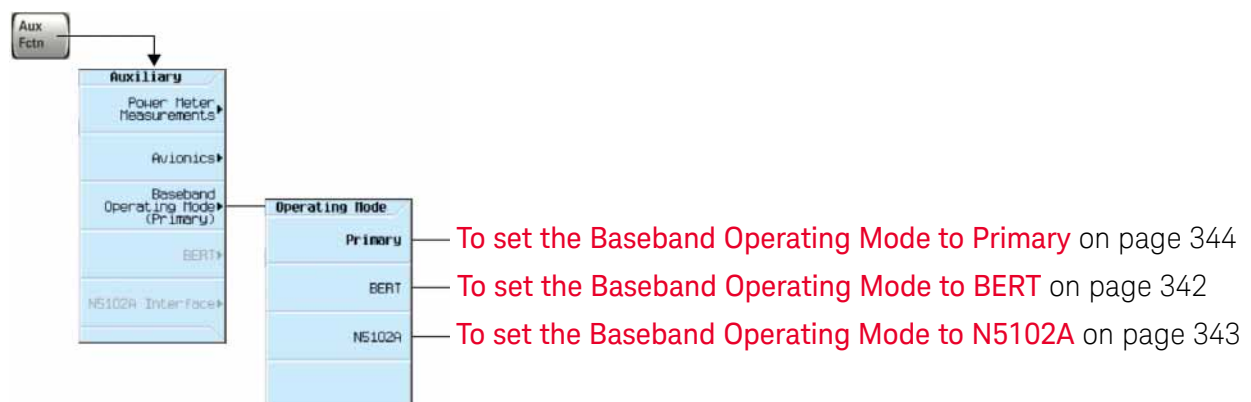 Aux
Fctn
Auxiliary
Power Meter
Measurements
Avionics
Baseband
Operating Mode
(Primary)
BERT
N5102A Interface
Operating Mode
Primary
BERT
N5102A
To set the Baseband Operating Mode to Primary on page 344
To set the Baseband Operating Mode to BERT on page 342
To set the Baseband Operating Mode to N5102A on page 343